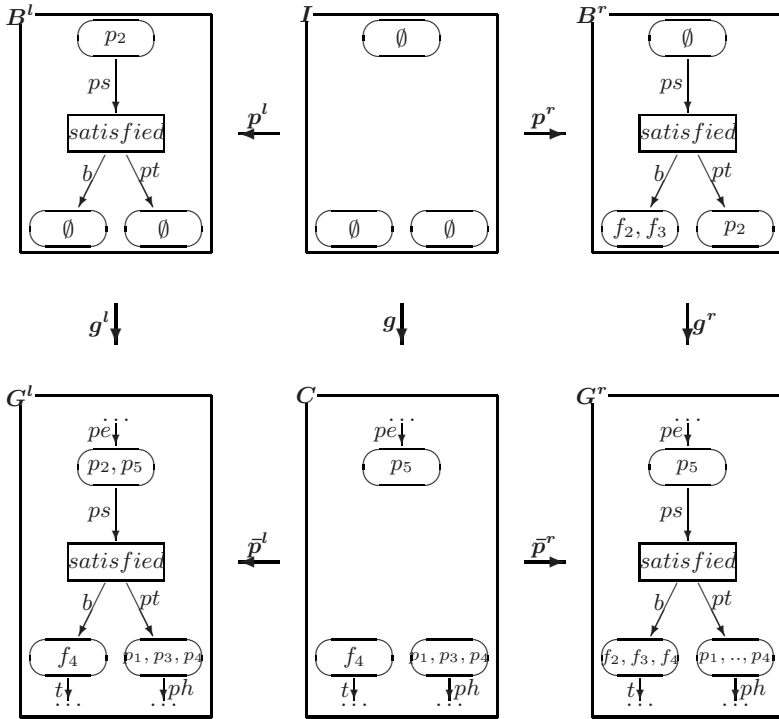 B^l I B^r
p_2 ∅ ∅
ps ps
satisfied p^l p^r satisfied
b pt b pt
∅ ∅ ∅ ∅ f_2, f_3 p_2
g^l g g^r
G^l C G^r
... ... ...
pe pe pe
p_2, p_5 p_5 p_5
ps ps
satisfied p̄^l p̄^r satisfied
b pt b pt
f_4 p_1, p_3, p_4 f_4 p_1, p_3, p_4 f_2, f_3, f_4 p_1, .., p_4
t ph t ph t ph
... ... ... ... ... ...